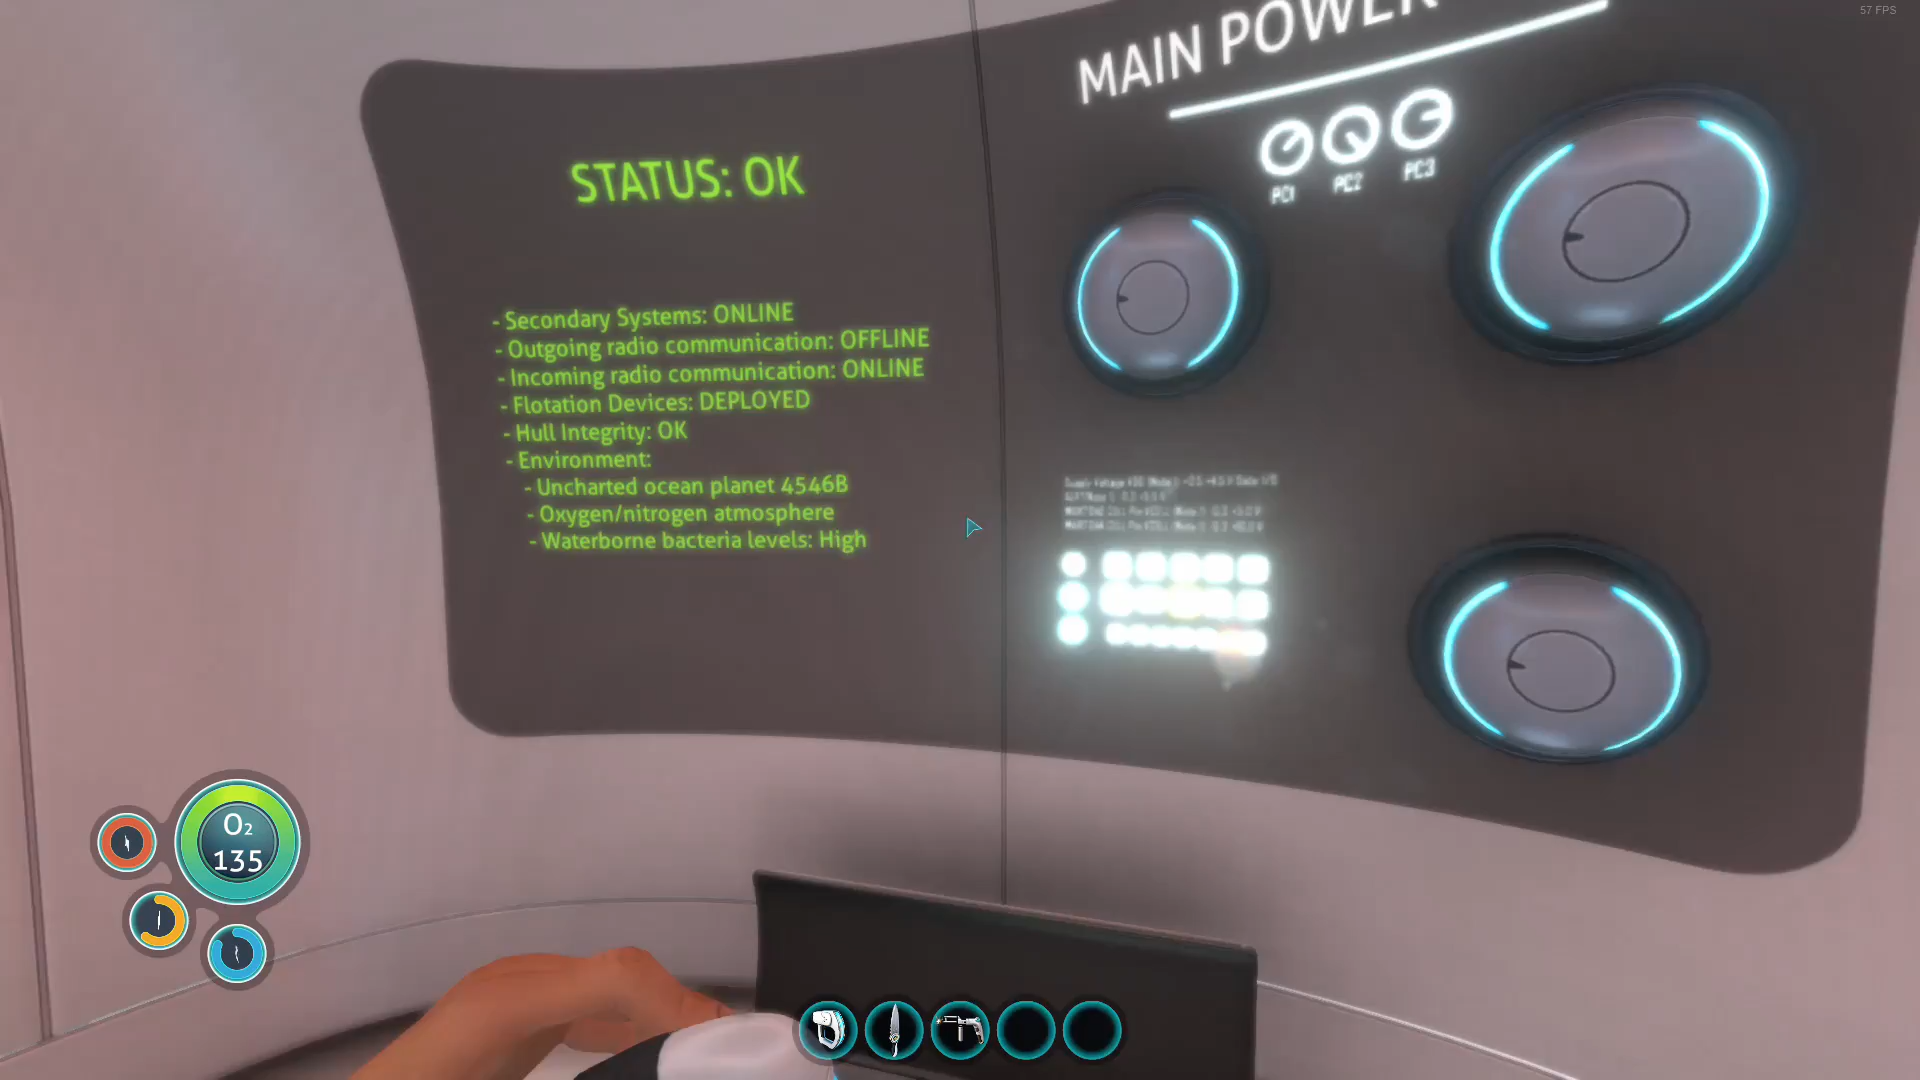 57 FPS
MAIN POWER
PC1 PC2 PC3
STATUS: OK
- Secondary Systems: ONLINE
- Outgoing radio communication: OFFLINE
- Incoming radio communication: ONLINE
- Flotation Devices: DEPLOYED
- Hull Integrity: OK
- Environment:
- Uncharted ocean planet 4546B
- Oxygen/nitrogen atmosphere
- Waterborne bacteria levels: High
O₂
135